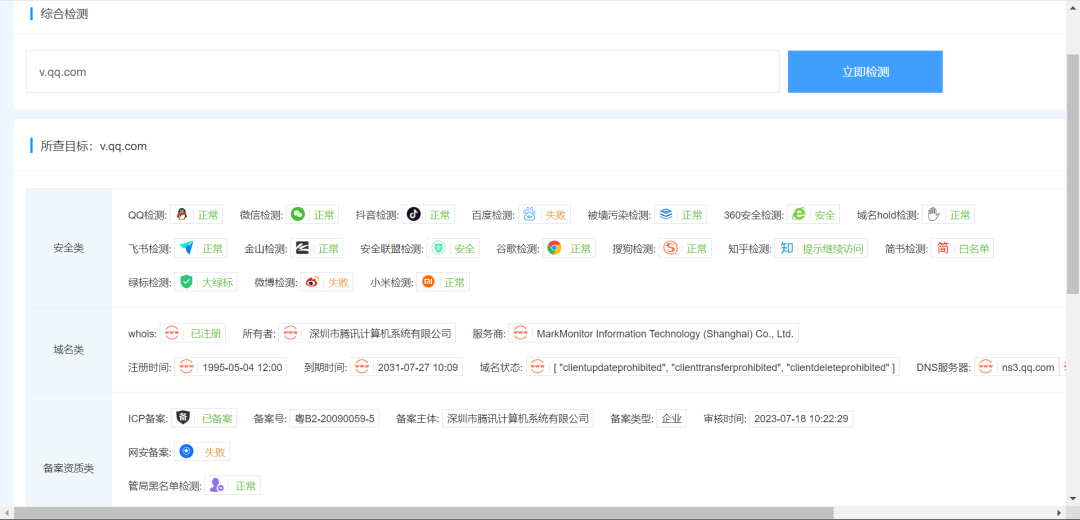 综合检测
v.qq.com 立即检测
所查目标：v.qq.com
安全类
QQ检测: 正常 微信检测: 正常 抖音检测: 正常 百度检测: 失败 被墙污染检测: 正常 360安全检测: 安全 域名hold检测: 正常
飞书检测: 正常 金山检测: 正常 安全联盟检测: 安全 谷歌检测: 正常 搜狗检测: 正常 知乎检测: 知 提示继续访问 简书检测: 简 白名单
绿标检测: 大绿标 微博检测: 失败 小米检测: 正常
域名类
whois: 已注册 所有者: 深圳市腾讯计算机系统有限公司 服务商: MarkMonitor Information Technology (Shanghai) Co., Ltd.
注册时间: 1995-05-04 12:00 到期时间: 2031-07-27 10:09 域名状态: [ "clientupdateprohibited", "clienttransferprohibited", "clientdeleteprohibited" ] DNS服务器: ns3.qq.com
备案资质类
ICP备案: 备 已备案 备案号: 粤B2-20090059-5 备案主体: 深圳市腾讯计算机系统有限公司 备案类型: 企业 审核时间: 2023-07-18 10:22:29
网安备案: 失败
管局黑名单检测: 正常